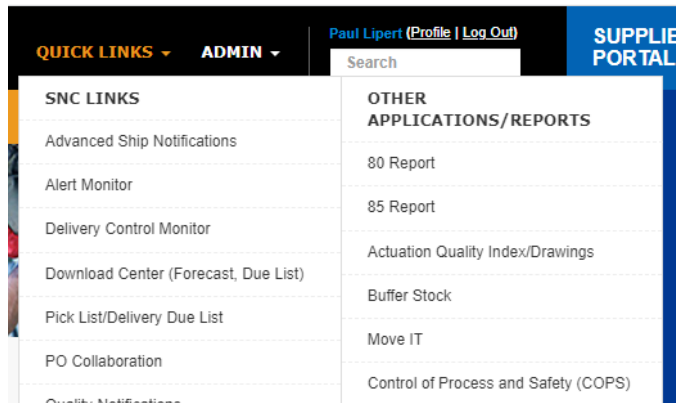 QUICK LINKS
ADMIN
Paul Lipert (Profile | Log Out)
Search
SUPPLIE
PORTAL
SNC LINKS
Advanced Ship Notifications
Alert Monitor
Delivery Control Monitor
Download Center (Forecast, Due List)
Pick List/Delivery Due List
PO Collaboration
Quality Notifications
OTHER
APPLICATIONS/REPORTS
80 Report
85 Report
Actuation Quality Index/Drawings
Buffer Stock
Move IT
Control of Process and Safety (COPS)